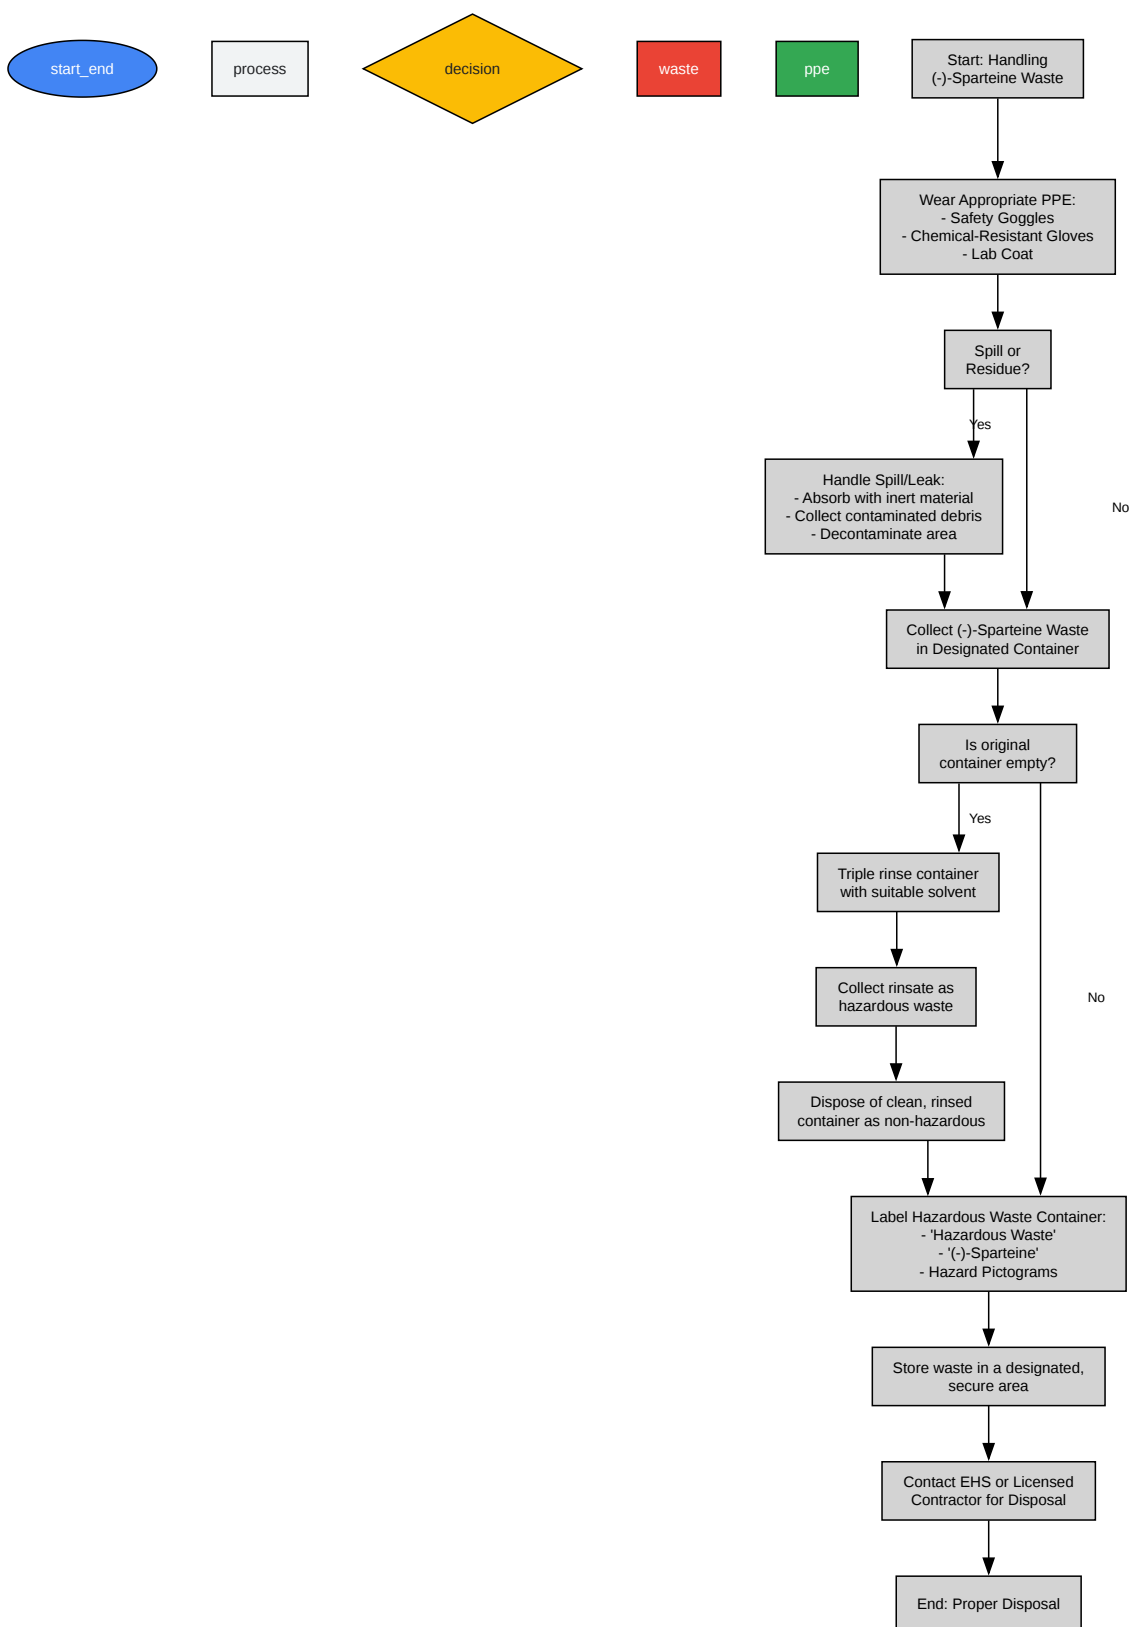 start_end
process
decision
waste
ppe
Start: Handling
(-)-Sparteine Waste
Wear Appropriate PPE:
- Safety Goggles
- Chemical-Resistant Gloves
- Lab Coat
Spill or
Residue?
Yes
Handle Spill/Leak:
- Absorb with inert material
- Collect contaminated debris
- Decontaminate area
No
Collect (-)-Sparteine Waste
in Designated Container
Is original
container empty?
Yes
Triple rinse container
with suitable solvent
Collect rinsate as
hazardous waste
No
Dispose of clean, rinsed
container as non-hazardous
Label Hazardous Waste Container:
- 'Hazardous Waste'
- '(-)-Sparteine'
- Hazard Pictograms
Store waste in a designated,
secure area
Contact EHS or Licensed
Contractor for Disposal
End: Proper Disposal